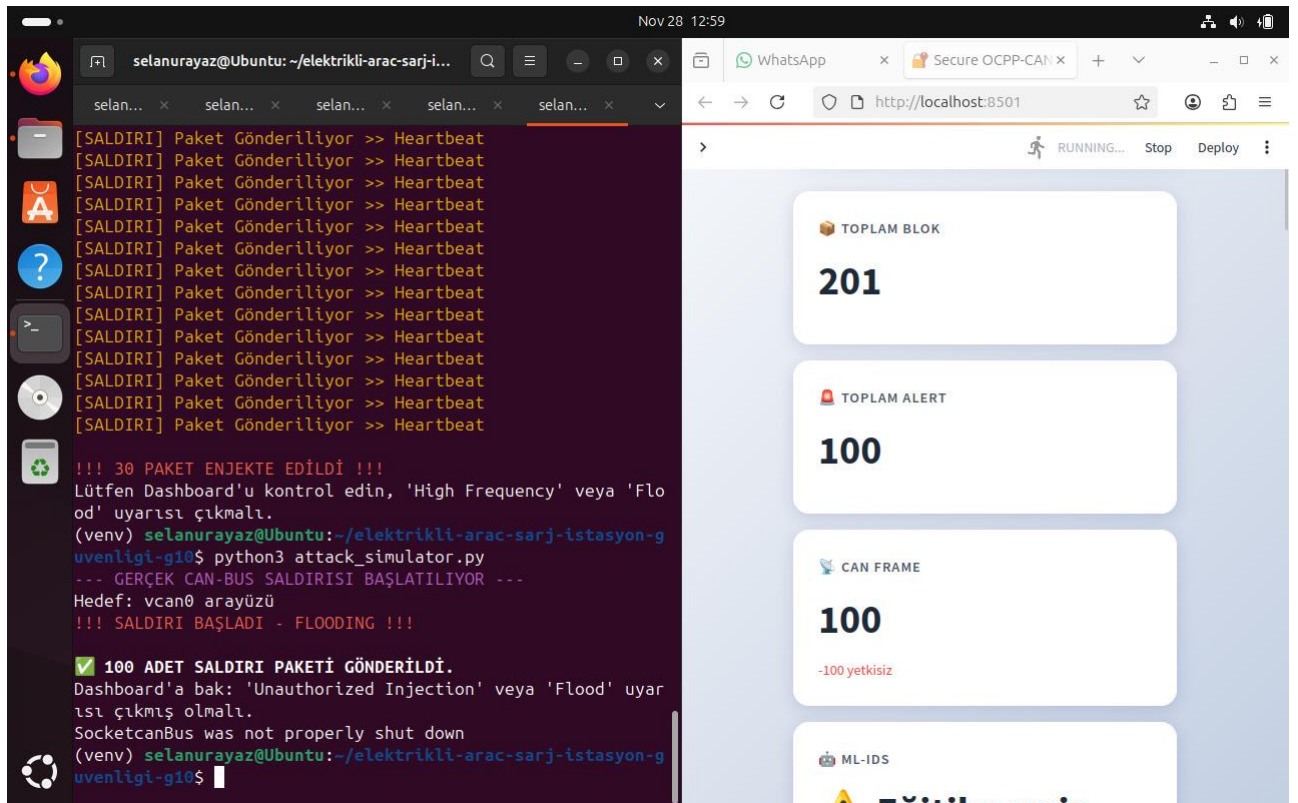 Nov 28 12:59
selanurayaz@Ubuntu: ~/elektrikli-arac-sarj-i...
selan...
selan...
selan...
selan...
selan...
[SALDIRI] Paket Gönderiliyor >> Heartbeat
[SALDIRI] Paket Gönderiliyor >> Heartbeat
[SALDIRI] Paket Gönderiliyor >> Heartbeat
[SALDIRI] Paket Gönderiliyor >> Heartbeat
[SALDIRI] Paket Gönderiliyor >> Heartbeat
[SALDIRI] Paket Gönderiliyor >> Heartbeat
[SALDIRI] Paket Gönderiliyor >> Heartbeat
[SALDIRI] Paket Gönderiliyor >> Heartbeat
[SALDIRI] Paket Gönderiliyor >> Heartbeat
[SALDIRI] Paket Gönderiliyor >> Heartbeat
[SALDIRI] Paket Gönderiliyor >> Heartbeat
[SALDIRI] Paket Gönderiliyor >> Heartbeat
[SALDIRI] Paket Gönderiliyor >> Heartbeat
[SALDIRI] Paket Gönderiliyor >> Heartbeat
!!! 30 PAKET ENJEKTE EDİLDİ !!!
Lütfen Dashboard'u kontrol edin, 'High Frequency' veya 'Flo
od' uyarısı çıkmalı.
(venv) selanurayaz@Ubuntu:~/elektrikli-arac-sarj-istasyon-g
uvenligi-g10$ python3 attack_simulator.py
--- GERÇEK CAN-BUS SALDIRISI BAŞLATILIYOR ---
Hedef: vcan0 arayüzü
!!! SALDIRI BAŞLADI - FLOODING !!!
✅ 100 ADET SALDIRI PAKETİ GÖNDERİLDİ.
Dashboard'a bak: 'Unauthorized Injection' veya 'Flood' uyar
ısı çıkmış olmalı.
SocketcanBus was not properly shut down
(venv) selanurayaz@Ubuntu:~/elektrikli-arac-sarj-istasyon-g
uvenligi-g10$
WhatsApp
Secure OCPP-CAN
http://localhost:8501
RUNNING... Stop Deploy
TOPLAM BLOK
201
TOPLAM ALERT
100
CAN FRAME
100
-100 yetkisiz
ML-IDS